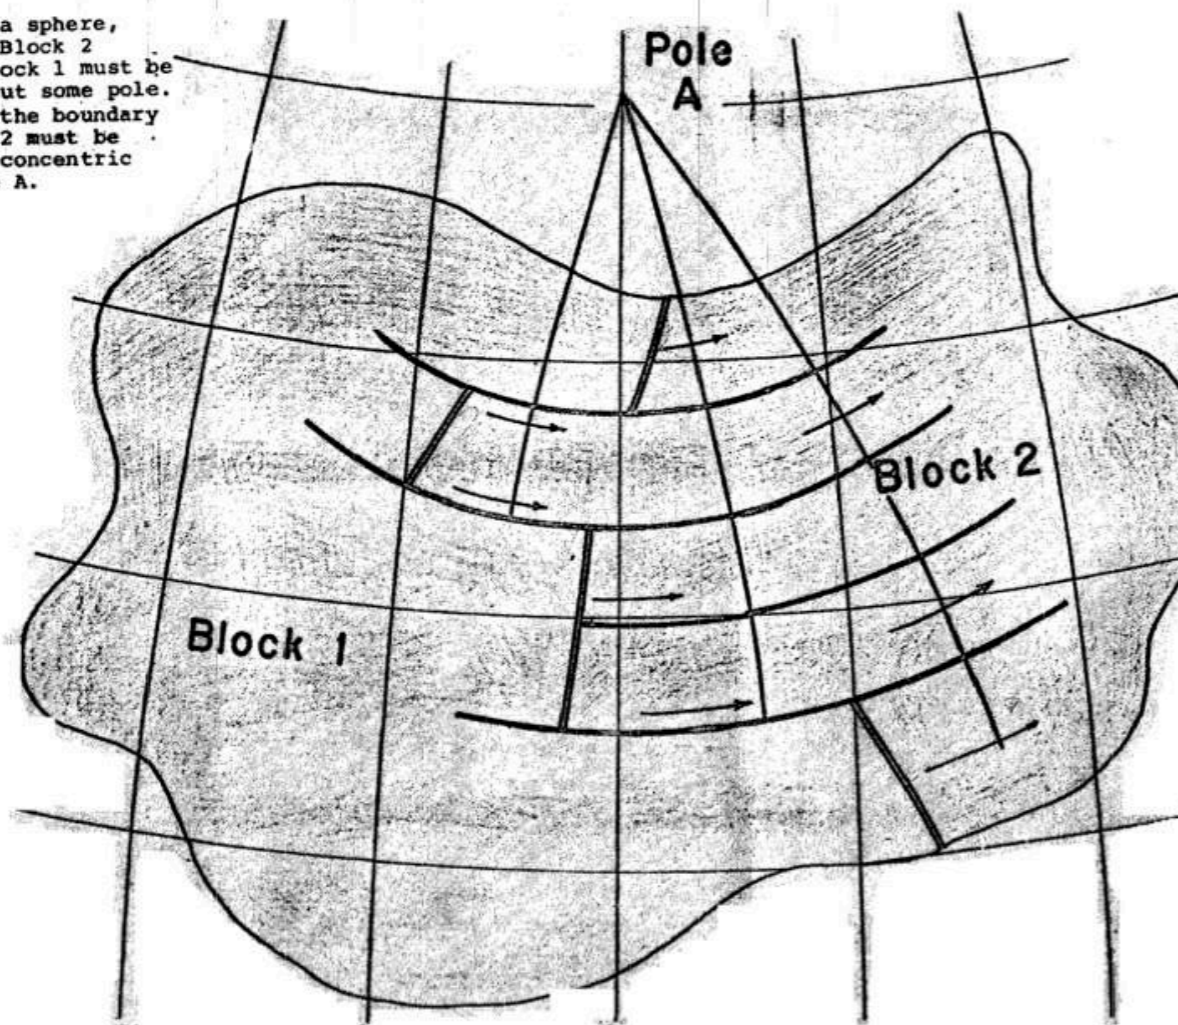 a sphere,
Block 2
ock 1 must be
ut some pole.
the boundary
2 must be
concentric
A.
Pole
A
Block 2
Block 1